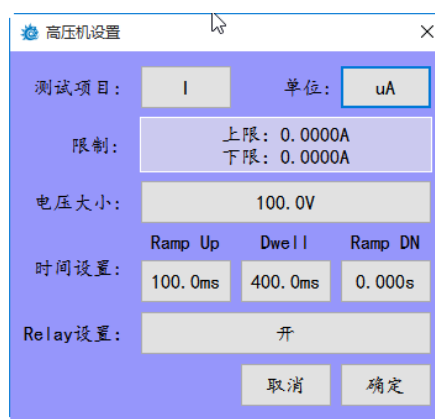 高压机设置
测试项目: I 单位: uA
限制: 上限: 0.0000A
下限: 0.0000A
电压大小: 100.0V
Ramp Up Dwell Ramp DN
时间设置: 100.0ms 400.0ms 0.000s
Relay设置: 开
取消 确定